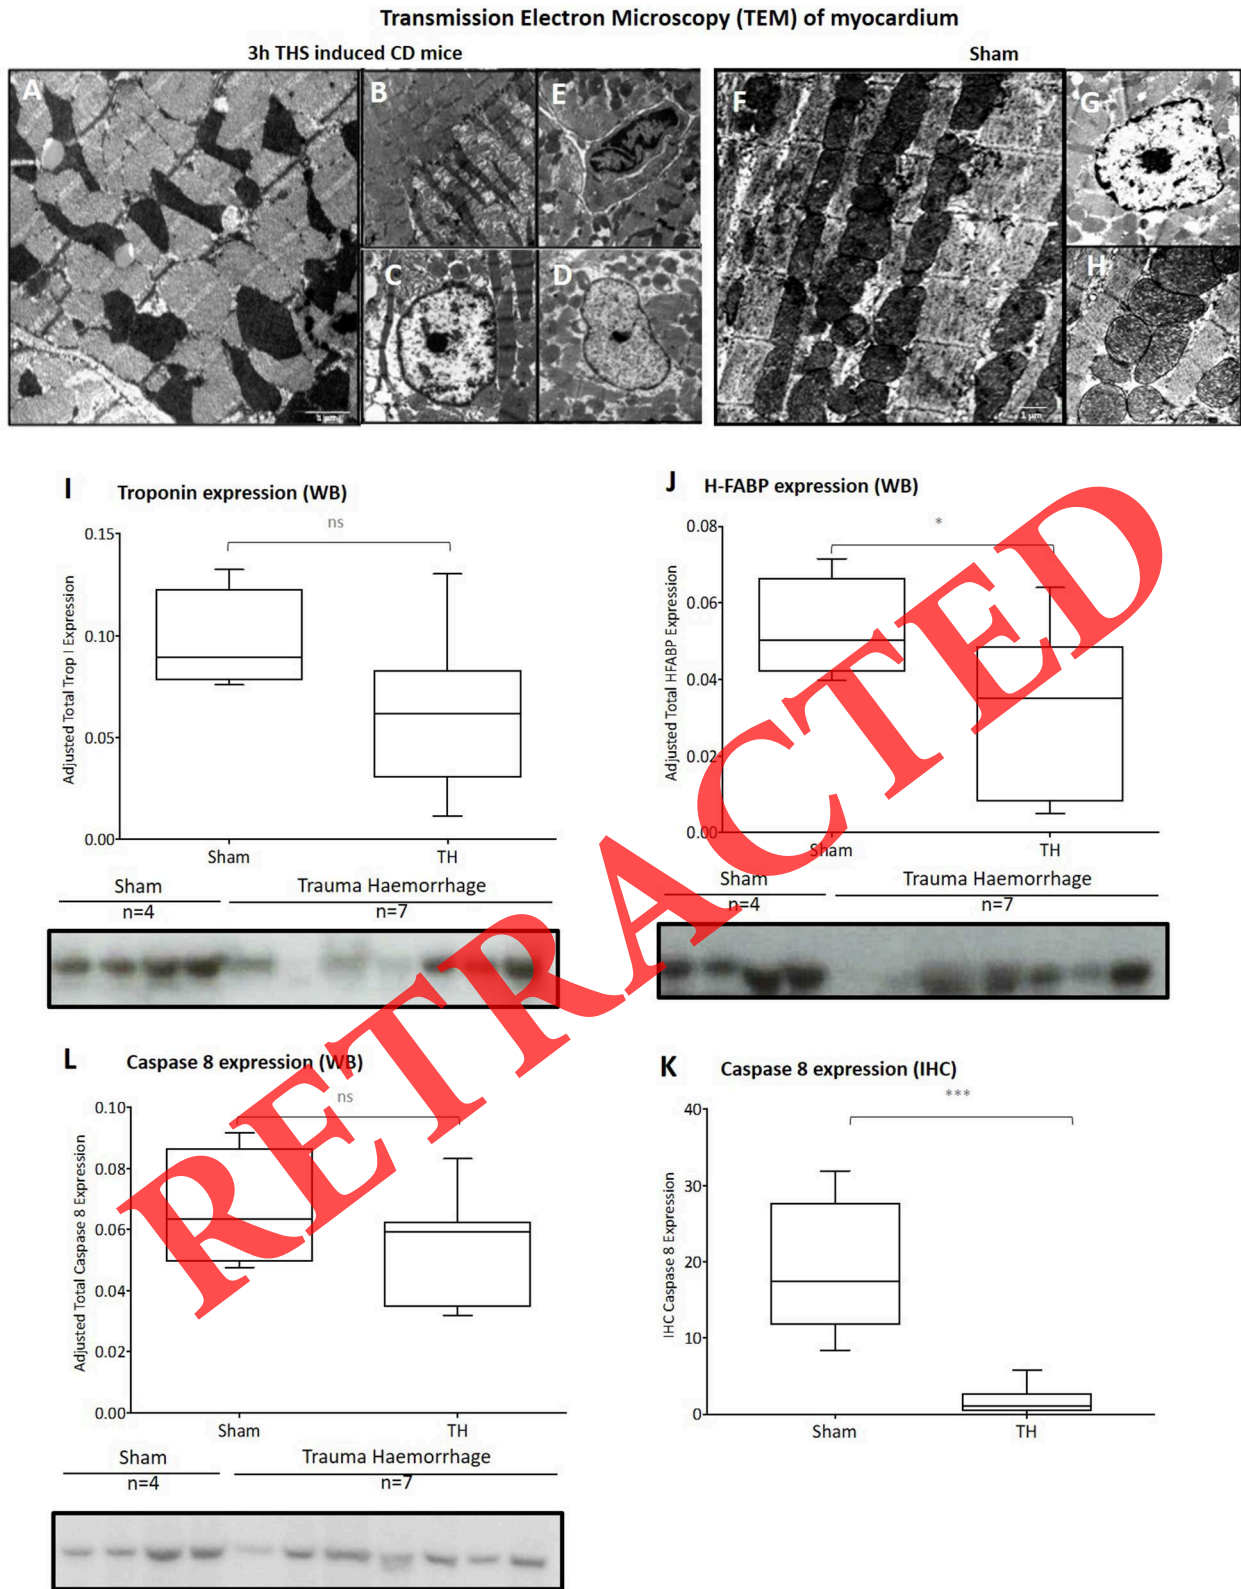 Transmission Electron Microscopy (TEM) of myocardium
3h THS induced CD mice
Sham
A
B
E
C
D
F
G
H
1 µm
1 µm
I
Troponin expression (WB)
ns
Adjusted Total Trop I Expression
0.15
0.10
0.05
0.00
Sham
TH
Sham
Trauma Haemorrhage
n=4
n=7
J
H-FABP expression (WB)
*
Adjusted Total HFABP Expression
0.08
0.06
0.04
0.02
0.00
Sham
TH
Sham
Trauma Haemorrhage
n=4
n=7
L
Caspase 8 expression (WB)
ns
Adjusted Total Caspase 8 Expression
0.10
0.08
0.06
0.04
0.02
0.00
Sham
TH
Sham
Trauma Haemorrhage
n=4
n=7
K
Caspase 8 expression (IHC)
***
IHC Caspase 8 Expression
40
30
20
10
0
Sham
TH
RETRACTED